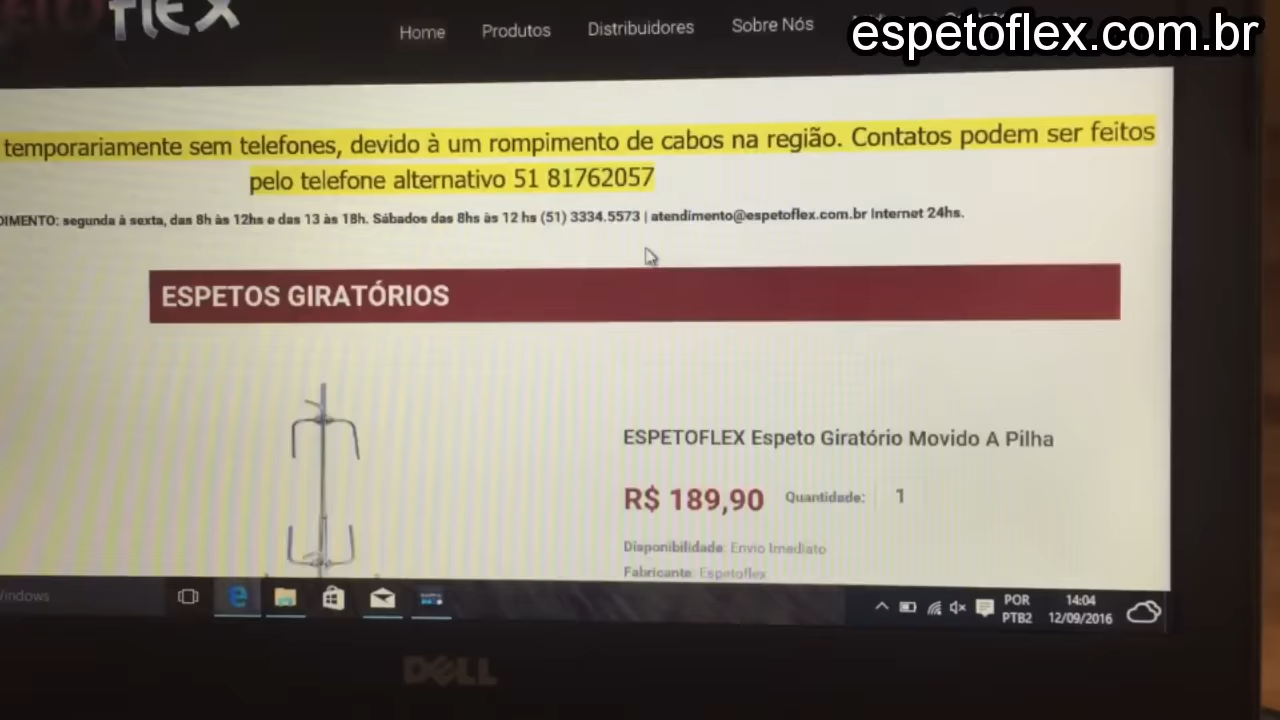 FLEX
Home Produtos Distribuidores Sobre Nós
espetoflex.com.br
temporariamente sem telefones, devido à um rompimento de cabos na região. Contatos podem ser feitos
pelo telefone alternativo 51 81762057
DIMENTO: segunda à sexta, das 8h às 12hs e das 13 às 18h. Sábados das 8hs às 12 hs (51) 3334.5573 | atendimento@espetoflex.com.br Internet 24hs.
ESPETOS GIRATÓRIOS
ESPETOFLEX Espeto Giratório Movido A Pilha
R$ 189,90 Quantidade: 1
Disponibilidade: Envio Imediato
Fabricante: Espetoflex
Windows
POR 14:04
PTB2 12/09/2016
DELL